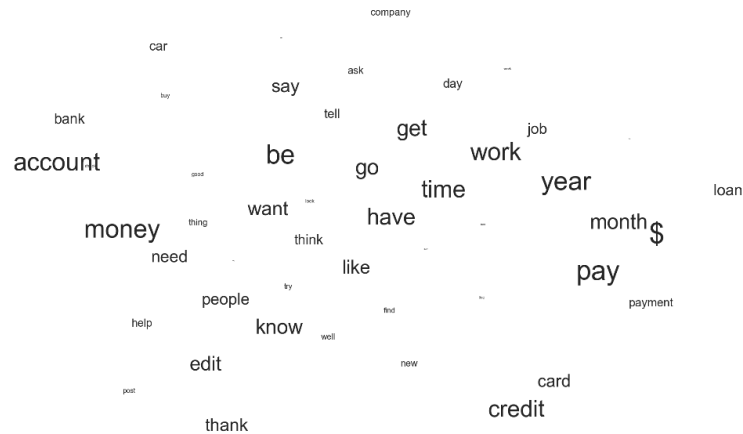 company
car
ask
say
day
buy
tell
bank
get
job
be
work
account
go
good
year
time
loan
want
have
thing
month
money
$
think
need
like
pay
try
people
payment
find
help
know
well
edit
new
card
post
credit
thank